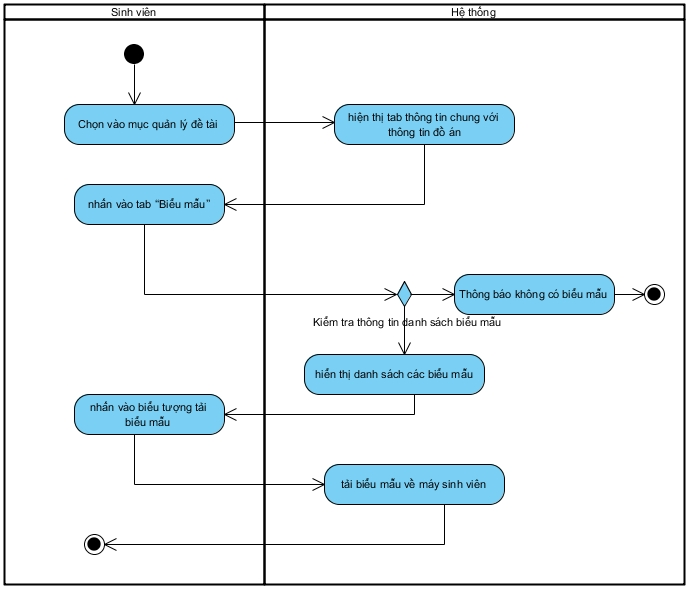 Sinh viên
Hệ thống
Chọn vào mục quản lý đề tài
hiện thị tab thông tin chung với
thông tin đồ án
nhấn vào tab “Biểu mẫu”
Thông báo không có biểu mẫu
Kiểm tra thông tin danh sách biểu mẫu
hiển thị danh sách các biểu mẫu
nhấn vào biểu tượng tải
biểu mẫu
tải biểu mẫu về máy sinh viên